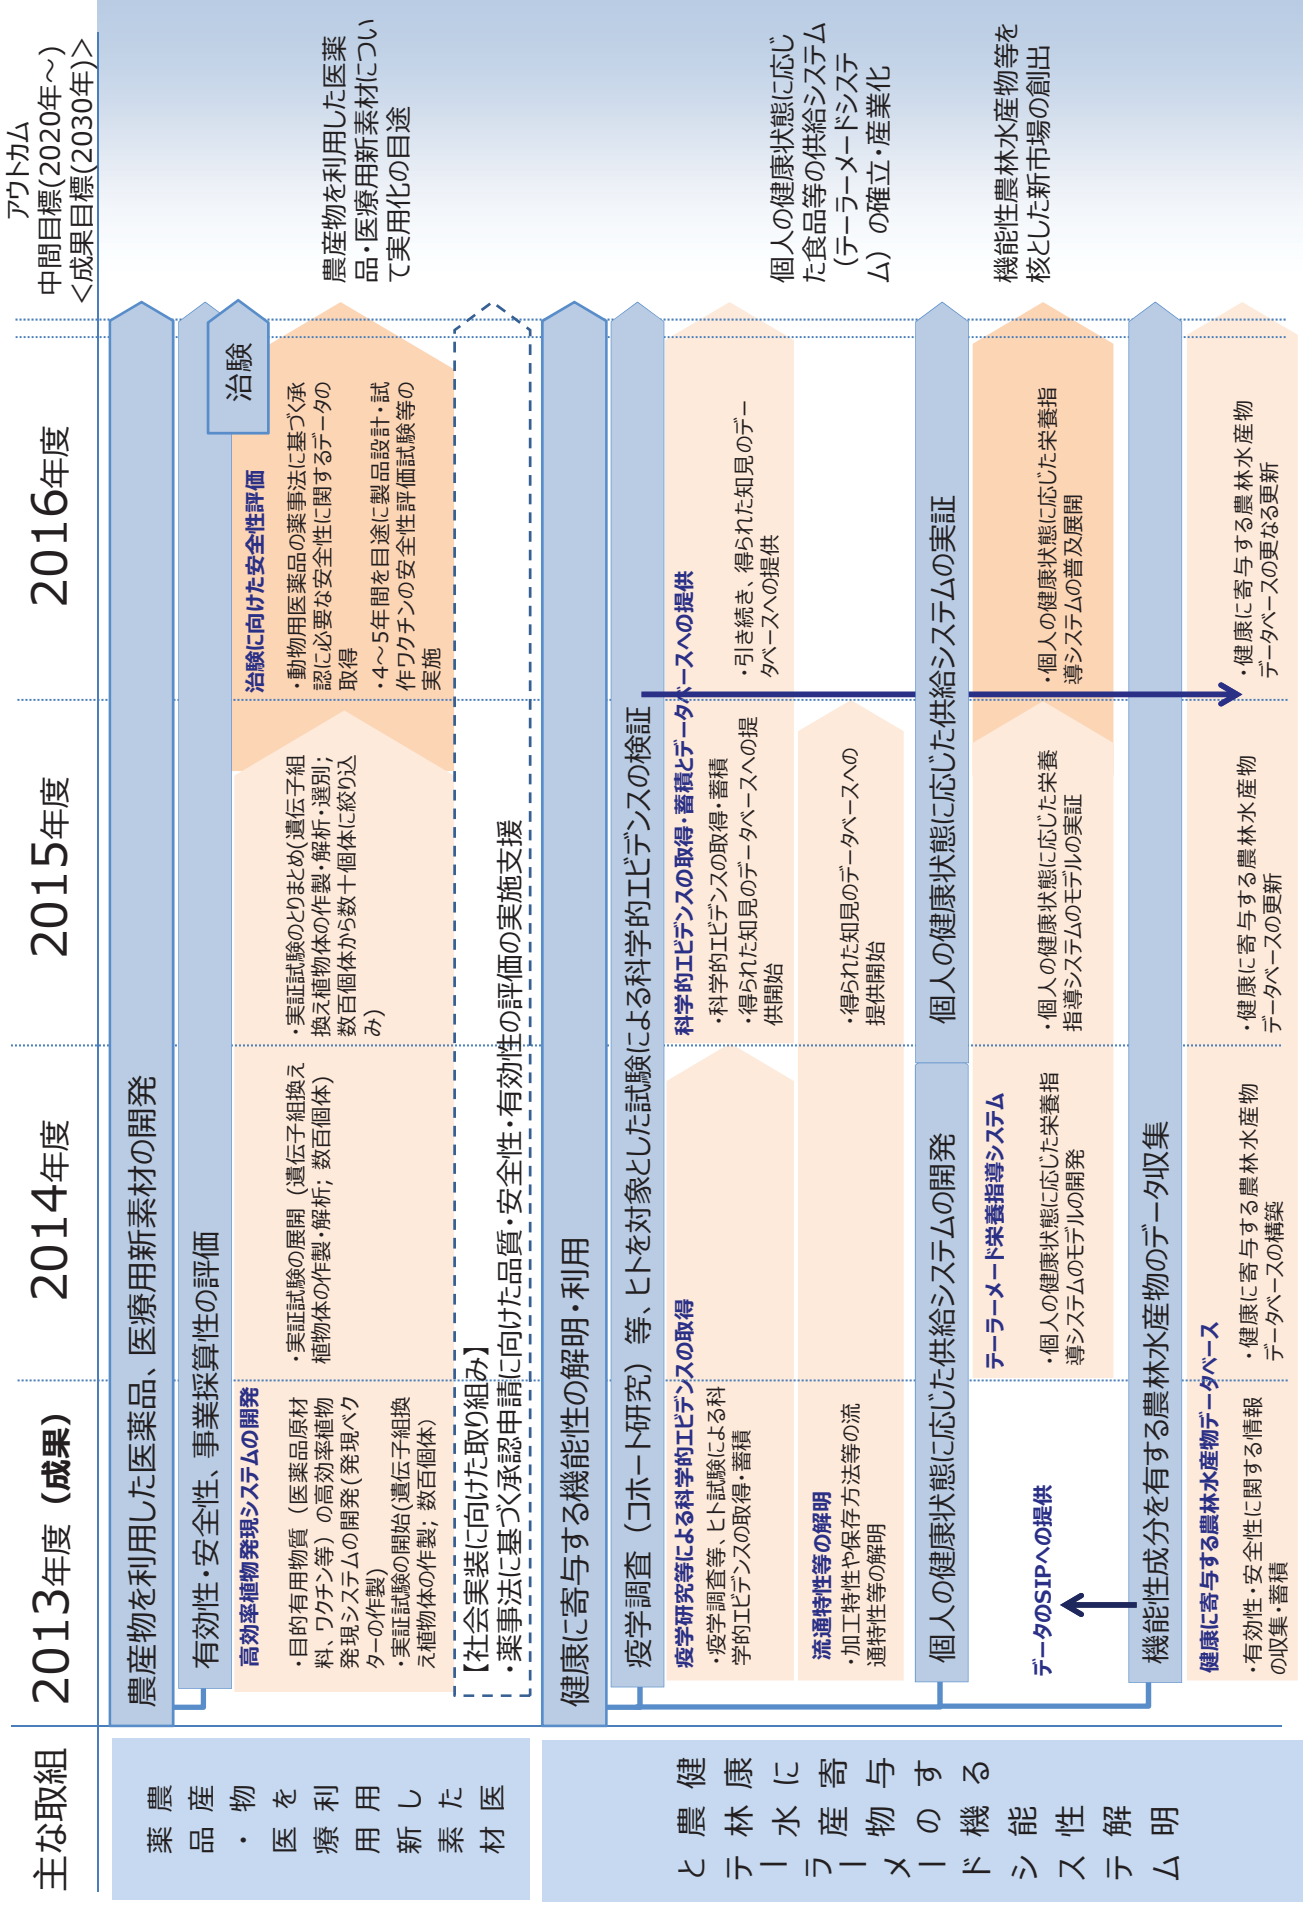 主な取組
2013年度（成果）
2014年度
2015年度
2016年度
アウトカム
中間目標(2020年～)
＜成果目標(2030年)＞
農産物を利用した医
薬品・医療用新素材
農産物を利用した医薬品、医療用新素材の開発
有効性・安全性、事業採算性の評価
治験
高効率植物発現システムの開発
・目的有用物質（医薬品原材
料、ワクチン等）の高効率植物
発現システムの開発(発現ベク
ターの作製)
・実証試験の開始(遺伝子組換
え植物体の作製；数百個体)
・実証試験の展開（遺伝子組換え
植物体の作製・解析；数百個体)
・実証試験のとりまとめ(遺伝子組
換え植物体の作製・解析・選別；
数百個体から数十個体に絞り込
み)
治験に向けた安全性評価
・動物用医薬品の薬事法に基づく承
認に必要な安全性に関するデータの
取得
・4～5年間を目途に製品設計・試
作ワクチンの安全性評価試験等の
実施
【社会実装に向けた取り組み】
・薬事法に基づく承認申請に向けた品質・安全性・有効性の評価の実施支援
農産物を利用した医薬
品・医療用新素材につい
て実用化の目途
健康に寄与する
農林水産物の機能性解明
とテーラーメードシステム
健康に寄与する機能性の解明・利用
疫学調査（コホート研究）等、ヒトを対象とした試験による科学的エビデンスの検証
疫学研究等による科学的エビデンスの取得
・疫学調査等、ヒト試験による科
学的エビデンスの取得・蓄積
科学的エビデンスの取得・蓄積とデータベースへの提供
・科学的エビデンスの取得・蓄積
・得られた知見のデータベースへの提
供開始
・引き続き、得られた知見のデー
タベースへの提供
流通特性等の解明
・加工特性や保存方法等の流
通特性等の解明
・得られた知見のデータベースへの
提供開始
個人の健康状態に応じた供給システムの開発
個人の健康状態に応じた供給システムの実証
テーラーメード栄養指導システム
・個人の健康状態に応じた栄養指
導システムのモデルの開発
・個人の健康状態に応じた栄養
指導システムのモデルの実証
・個人の健康状態に応じた栄養指
導システムの普及展開
データのSIPへの提供
機能性成分を有する農林水産物のデータ収集
健康に寄与する農林水産物データベース
・有効性・安全性に関する情報
の収集・蓄積
・健康に寄与する農林水産物
データベースの構築
・健康に寄与する農林水産物
データベースの更新
・健康に寄与する農林水産物
データベースの更なる更新
個人の健康状態に応じ
た食品等の供給システム
（テーラーメードシステ
ム）の確立・産業化
機能性農林水産物等を
核とした新市場の創出